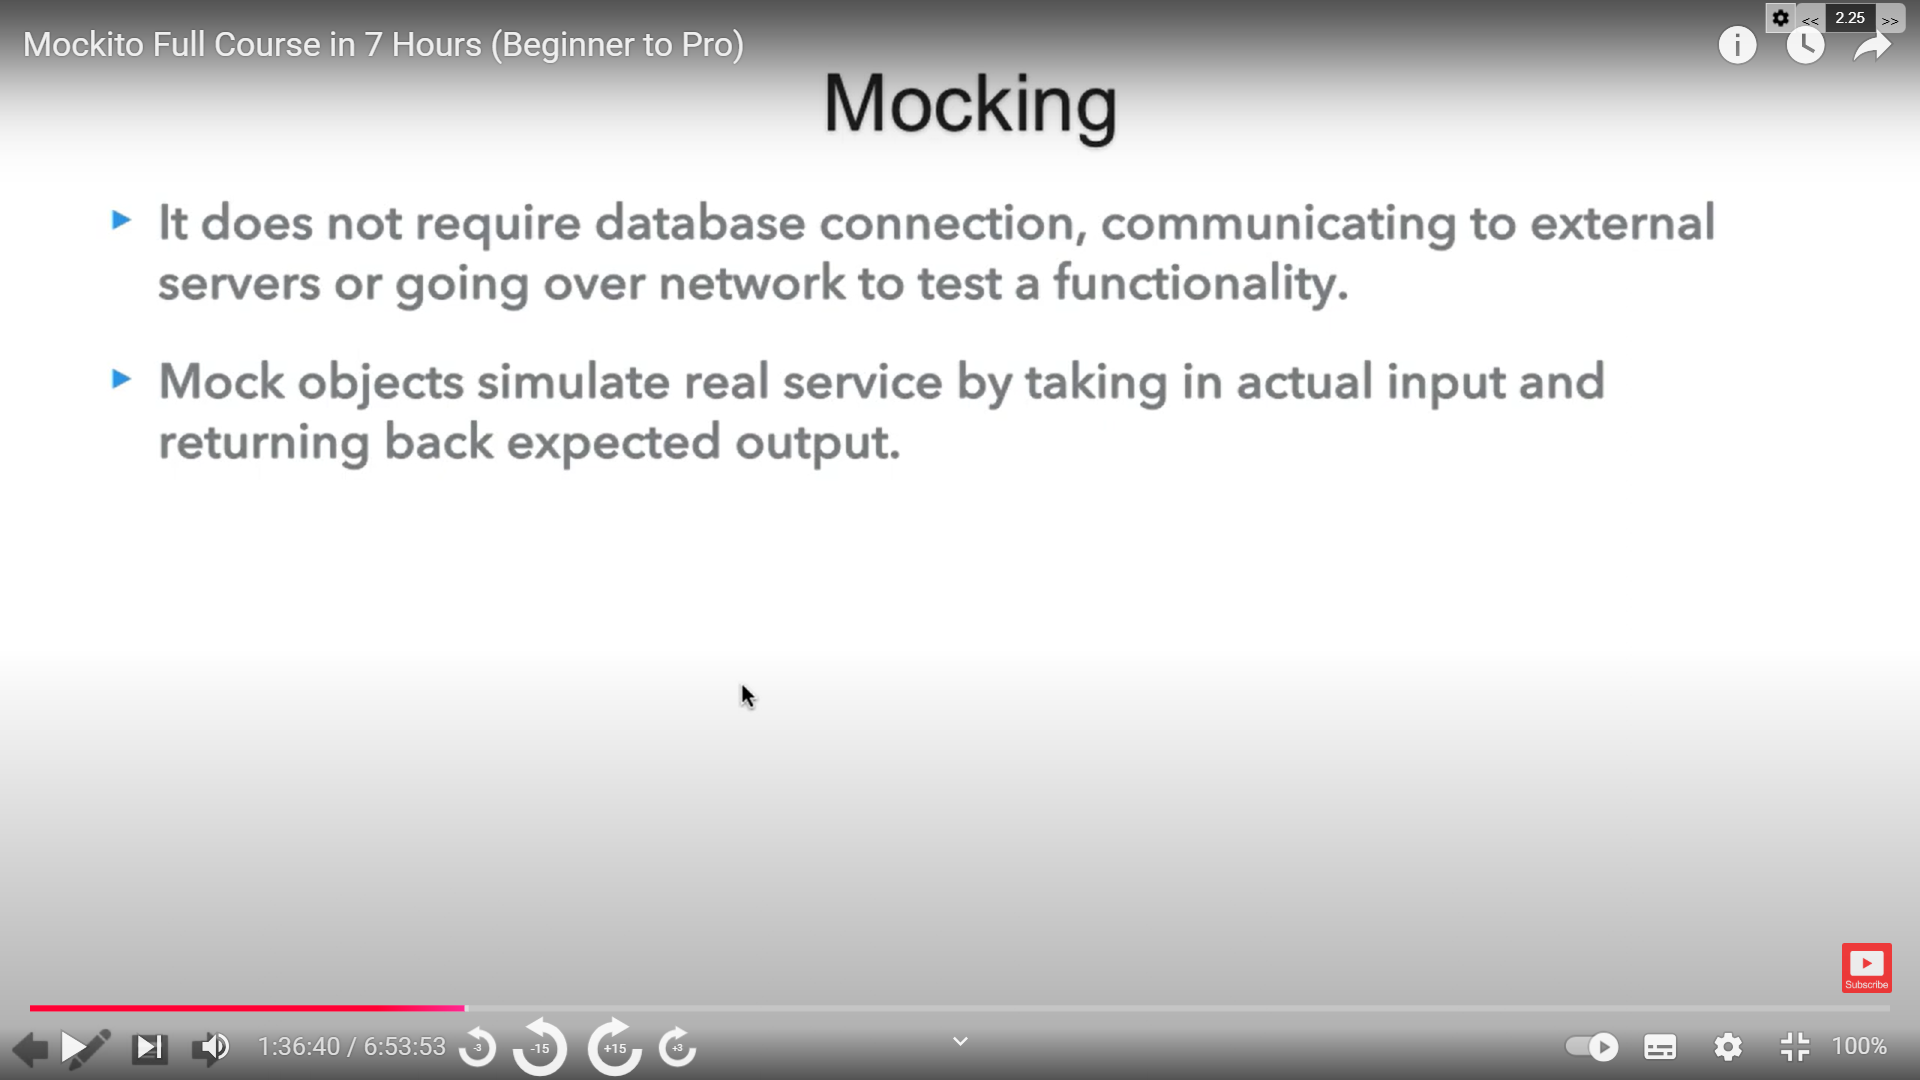 << 2.25 >>
Mockito Full Course in 7 Hours (Beginner to Pro)
Mocking
It does not require database connection, communicating to external
servers or going over network to test a functionality.
Mock objects simulate real service by taking in actual input and
returning back expected output.
Subscribe
1:36:40 / 6:53:53 -3 -15 +15 +3 100%